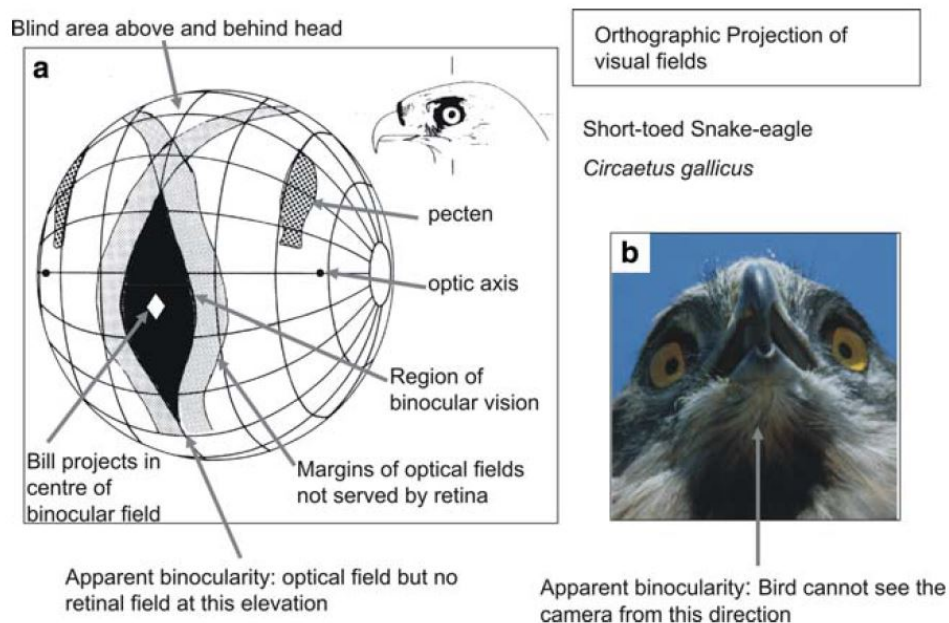 Blind area above and behind head
a
Orthographic Projection of
visual fields
Short-toed Snake-eagle
Circaetus gallicus
pecten
optic axis
Region of
binocular vision
Margins of optical fields
not served by retina
Bill projects in
centre of
binocular field
Apparent binocularity: optical field but no
retinal field at this elevation
b
Apparent binocularity: Bird cannot see the
camera from this direction